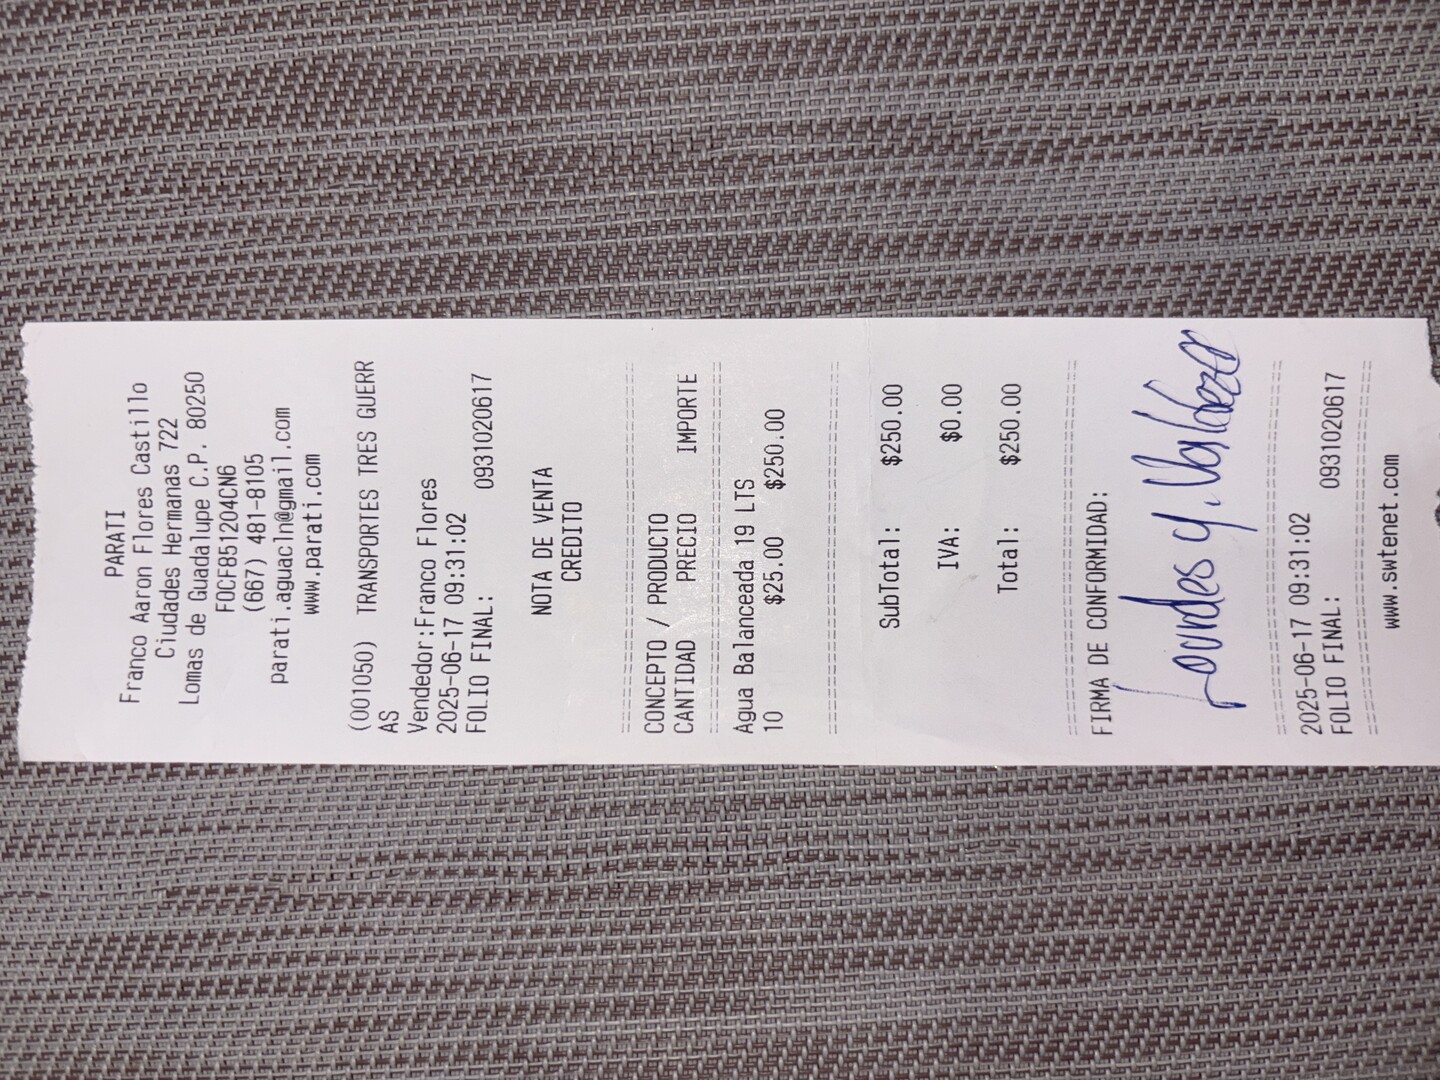 PARATI
Franco Aaron Flores Castillo
Ciudades Hermanas 722
Lomas de Guadalupe C.P. 80250
FOCF851204CN6
(667) 481-8105
parati.aguacln@gmail.com
www.parati.com
(001050) TRANSPORTES TRES GUERR
AS
Vendedor:Franco Flores
2025-06-17 09:31:02
FOLIO FINAL: 0931020617
NOTA DE VENTA
CREDITO
CONCEPTO / PRODUCTO
CANTIDAD PRECIO IMPORTE
Agua Balanceada 19 LTS
10 $25.00 $250.00
SubTotal: $250.00
IVA: $0.00
Total: $250.00
FIRMA DE CONFORMIDAD:
Lourdes y. Valdez
2025-06-17 09:31:02
FOLIO FINAL: 0931020617
www.swtenet.com